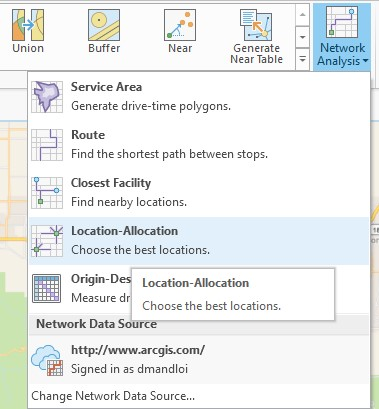 Union
Buffer
Near
Generate
Near Table
Network
Analysis
Service Area
Generate drive-time polygons.
Route
Find the shortest path between stops.
Closest Facility
Find nearby locations.
Location-Allocation
Choose the best locations.
Origin-Des
Measure dr
Location-Allocation
Choose the best locations.
Network Data Source
http://www.arcgis.com/
Signed in as dmandloi
Change Network Data Source...